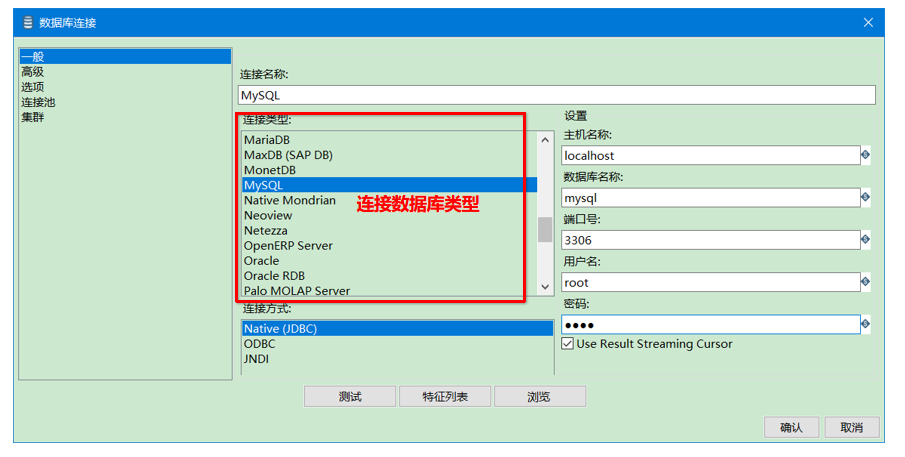 数据库连接
一般
高级
选项
连接池
集群
连接名称:
MySQL
连接类型:
MariaDB
MaxDB (SAP DB)
MonetDB
MySQL
Native Mondrian
Neoview
Netezza
OpenERP Server
Oracle
Oracle RDB
Palo MOLAP Server
连接数据库类型
连接方式:
Native (JDBC)
ODBC
JNDI
设置
主机名称:
localhost
数据库名称:
mysql
端口号:
3306
用户名:
root
密码:
●●●●
Use Result Streaming Cursor
测试
特征列表
浏览
确认
取消